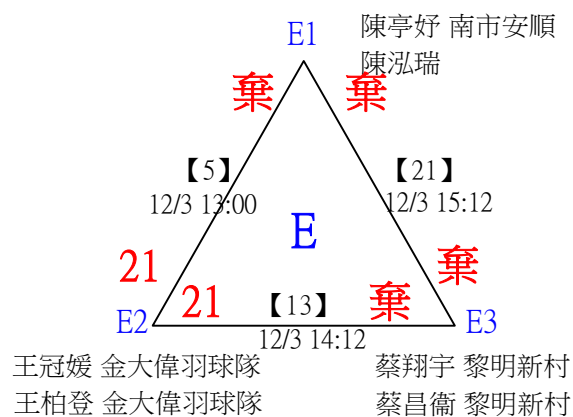 E1
陳亭妤 南市安順
陳泓瑞
棄 棄
【5】 【21】
12/3 13:00 12/3 15:12
E
21 棄
21 【13】 棄
E2 E3
12/3 14:12
王冠媛 金大偉羽球隊 蔡翔宇 黎明新村
王柏登 金大偉羽球隊 蔡昌衞 黎明新村